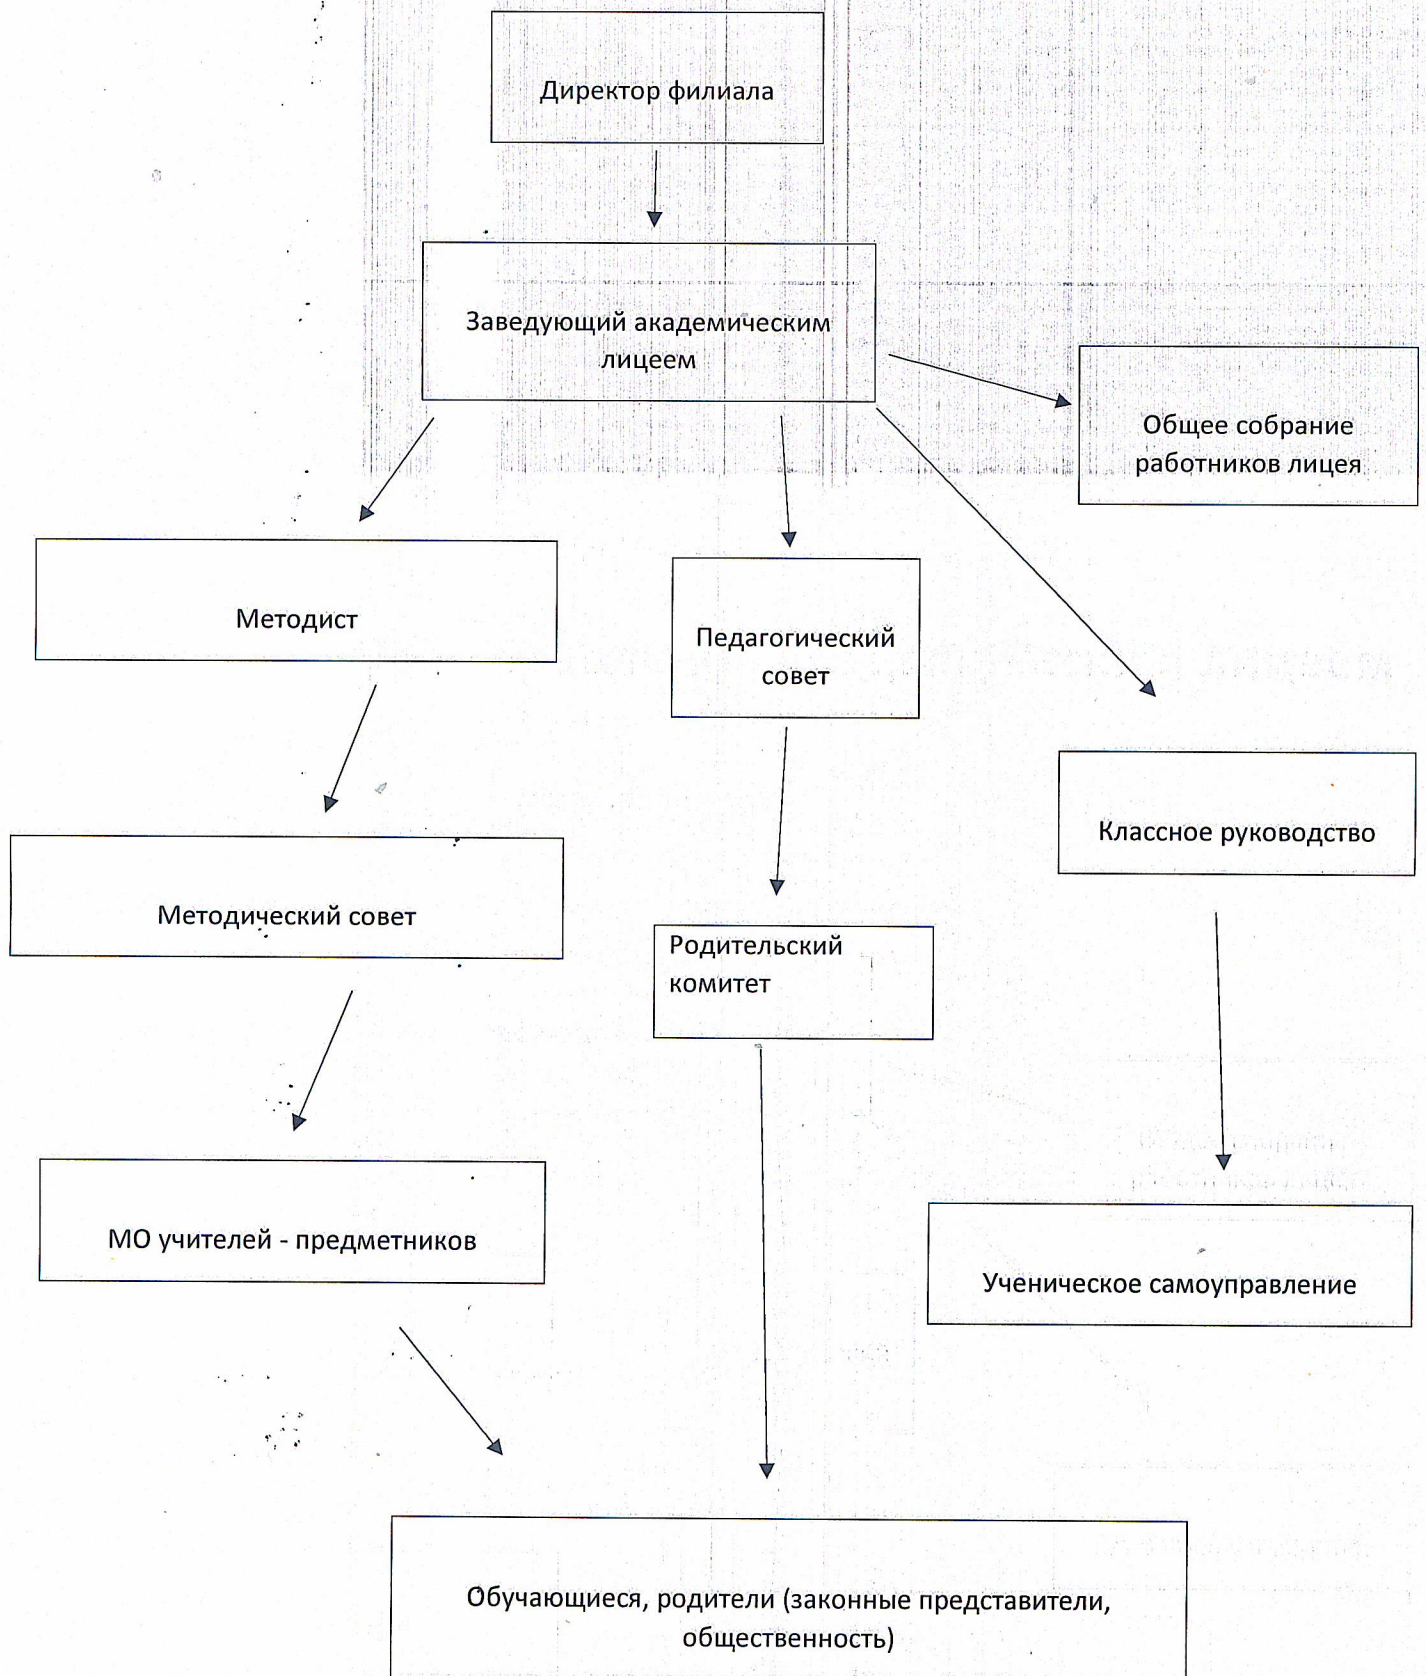 Директор филиала
Заведующий академическим
лицеем
Общее собрание
работников лицея
Методист
Педагогический
совет
Классное руководство
Методический совет
Родительский
комитет
МО учителей - предметников
Ученическое самоуправление
Обучающиеся, родители (законные представители,
общественность)